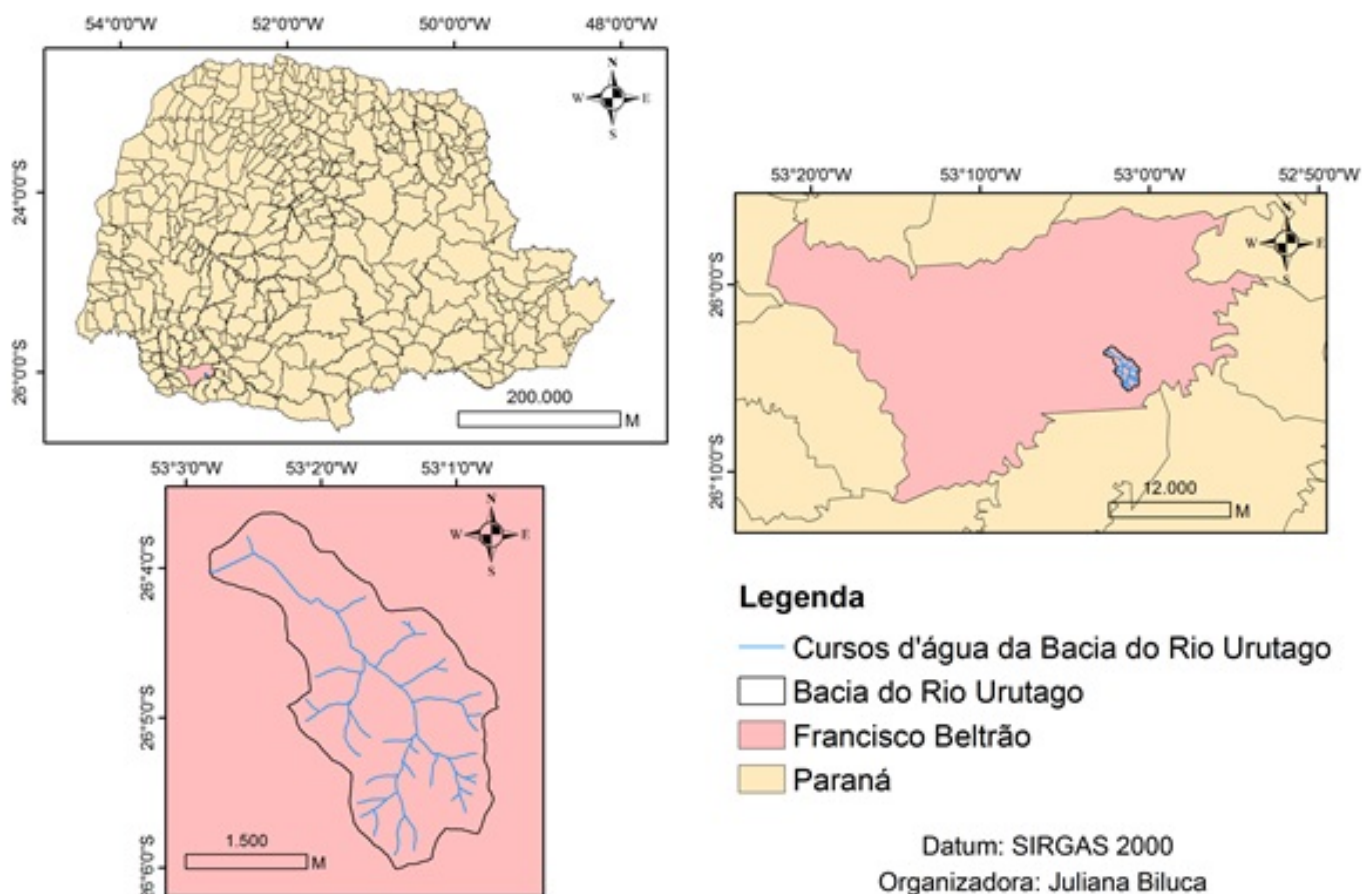 54°0'0"W 52°0'0"W 50°0'0"W 48°0'0"W
24°0'0"S
26°0'0"S
N
W E
S
200.000
M
53°20'0"W 53°10'0"W 53°0'0"W 52°50'0"W
26°0'0"S
26°10'0"S
N
W E
S
12.000
M
53°3'0"W 53°2'0"W 53°1'0"W
26°4'0"S
26°5'0"S
26°6'0"S
N
W E
S
1.500
M
Legenda
Cursos d'água da Bacia do Rio Urutago
Bacia do Rio Urutago
Francisco Beltrão
Paraná
Datum: SIRGAS 2000
Organizadora: Juliana Biluca